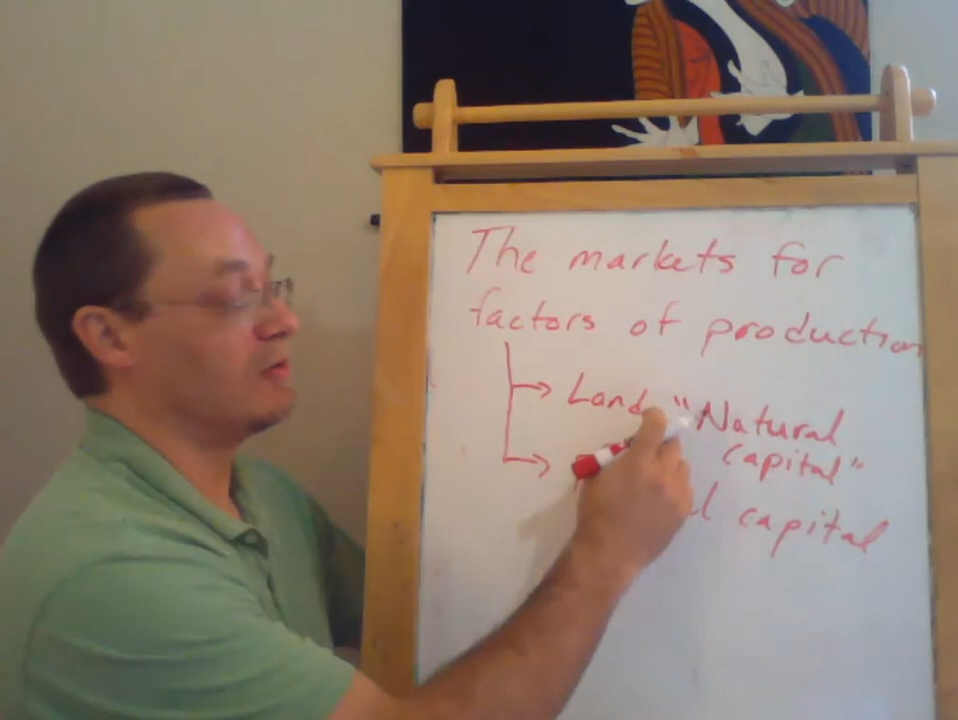 The markets for
factors of production
Land "Natural
capital"
capital